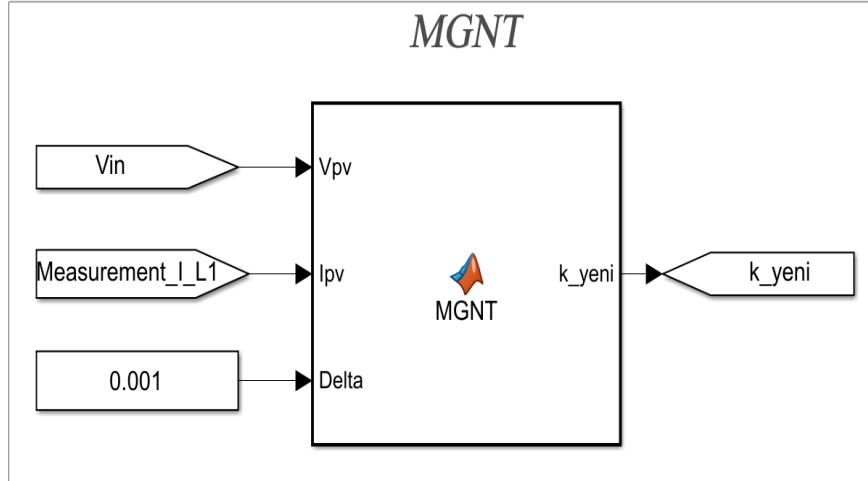 MGNT
Vin
Vpv
Measurement_I_L1
Ipv
k_yeni
k_yeni
MGNT
0.001
Delta